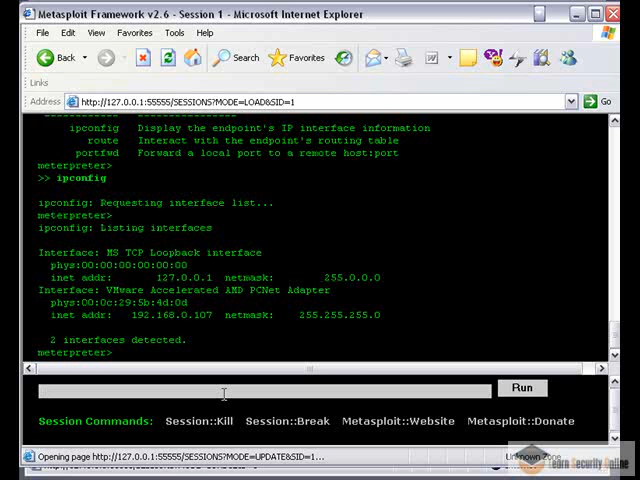 Metasploit Framework v2.6 - Session 1 - Microsoft Internet Explorer
File Edit View Favorites Tools Help
Back Search Favorites
Links
Address http://127.0.0.1:55555/SESSIONS?MODE=LOAD&SID=1 Go
ipconfig Display the endpoint's IP interface information
route Interact with the endpoint's routing table
portfwd Forward a local port to a remote host:port
meterpreter>
>> ipconfig
ipconfig: Requesting interface list...
meterpreter>
ipconfig: Listing interfaces
Interface: MS TCP Loopback interface
phys:00:00:00:00:00:00
inet addr: 127.0.0.1 netmask: 255.0.0.0
Interface: VMware Accelerated AMD PCNet Adapter
phys:00:0c:29:5b:4d:0d
inet addr: 192.168.0.107 netmask: 255.255.255.0
2 interfaces detected.
meterpreter>
Run
Session Commands: Session::Kill Session::Break Metasploit::Website Metasploit::Donate
Opening page http://127.0.0.1:55555/SESSIONS?MODE=UPDATE&SID=1... Unknown Zone
Learn Security Online